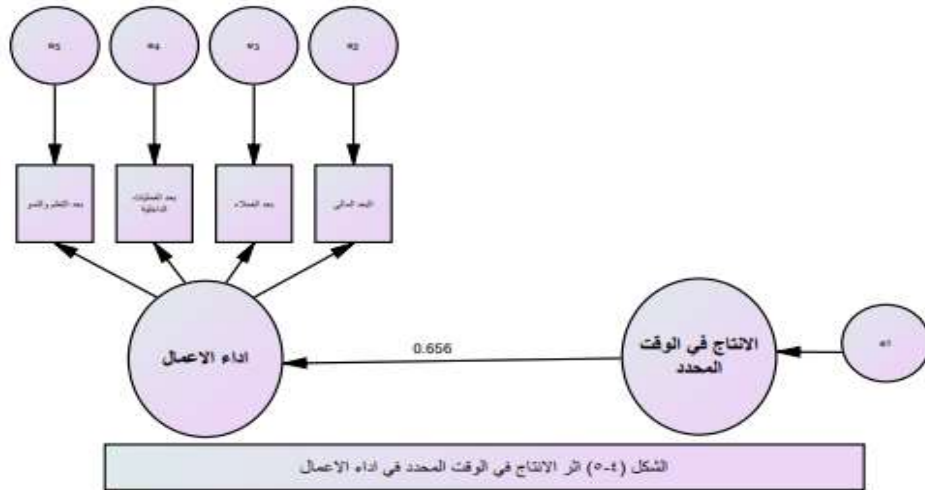 e5 e4 e3 e2
بعد التعلم والنمو
بعد العمليات
الداخلية
بعد العملاء
البعد المالي
اداء الاعمال
0.656
الانتاج في الوقت
المحدد
e1
الشكل (٤-٥) اثر الانتاج في الوقت المحدد في اداء الاعمال